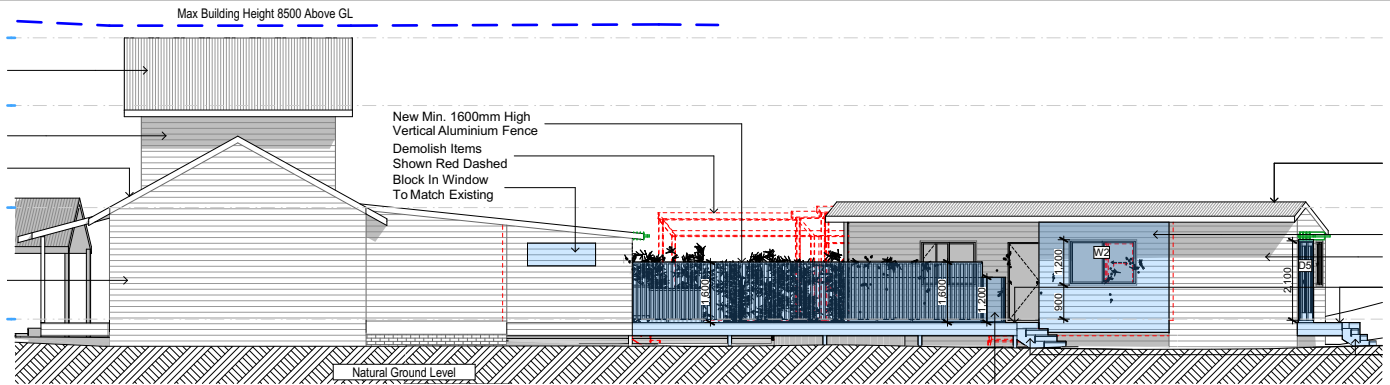 Max Building Height 8500 Above GL
New Min. 1600mm High
Vertical Aluminium Fence
Demolish Items
Shown Red Dashed
Block In Window
To Match Existing
W2
1,200
900
D5
2,100
1,600
1,600
1,200
Natural Ground Level